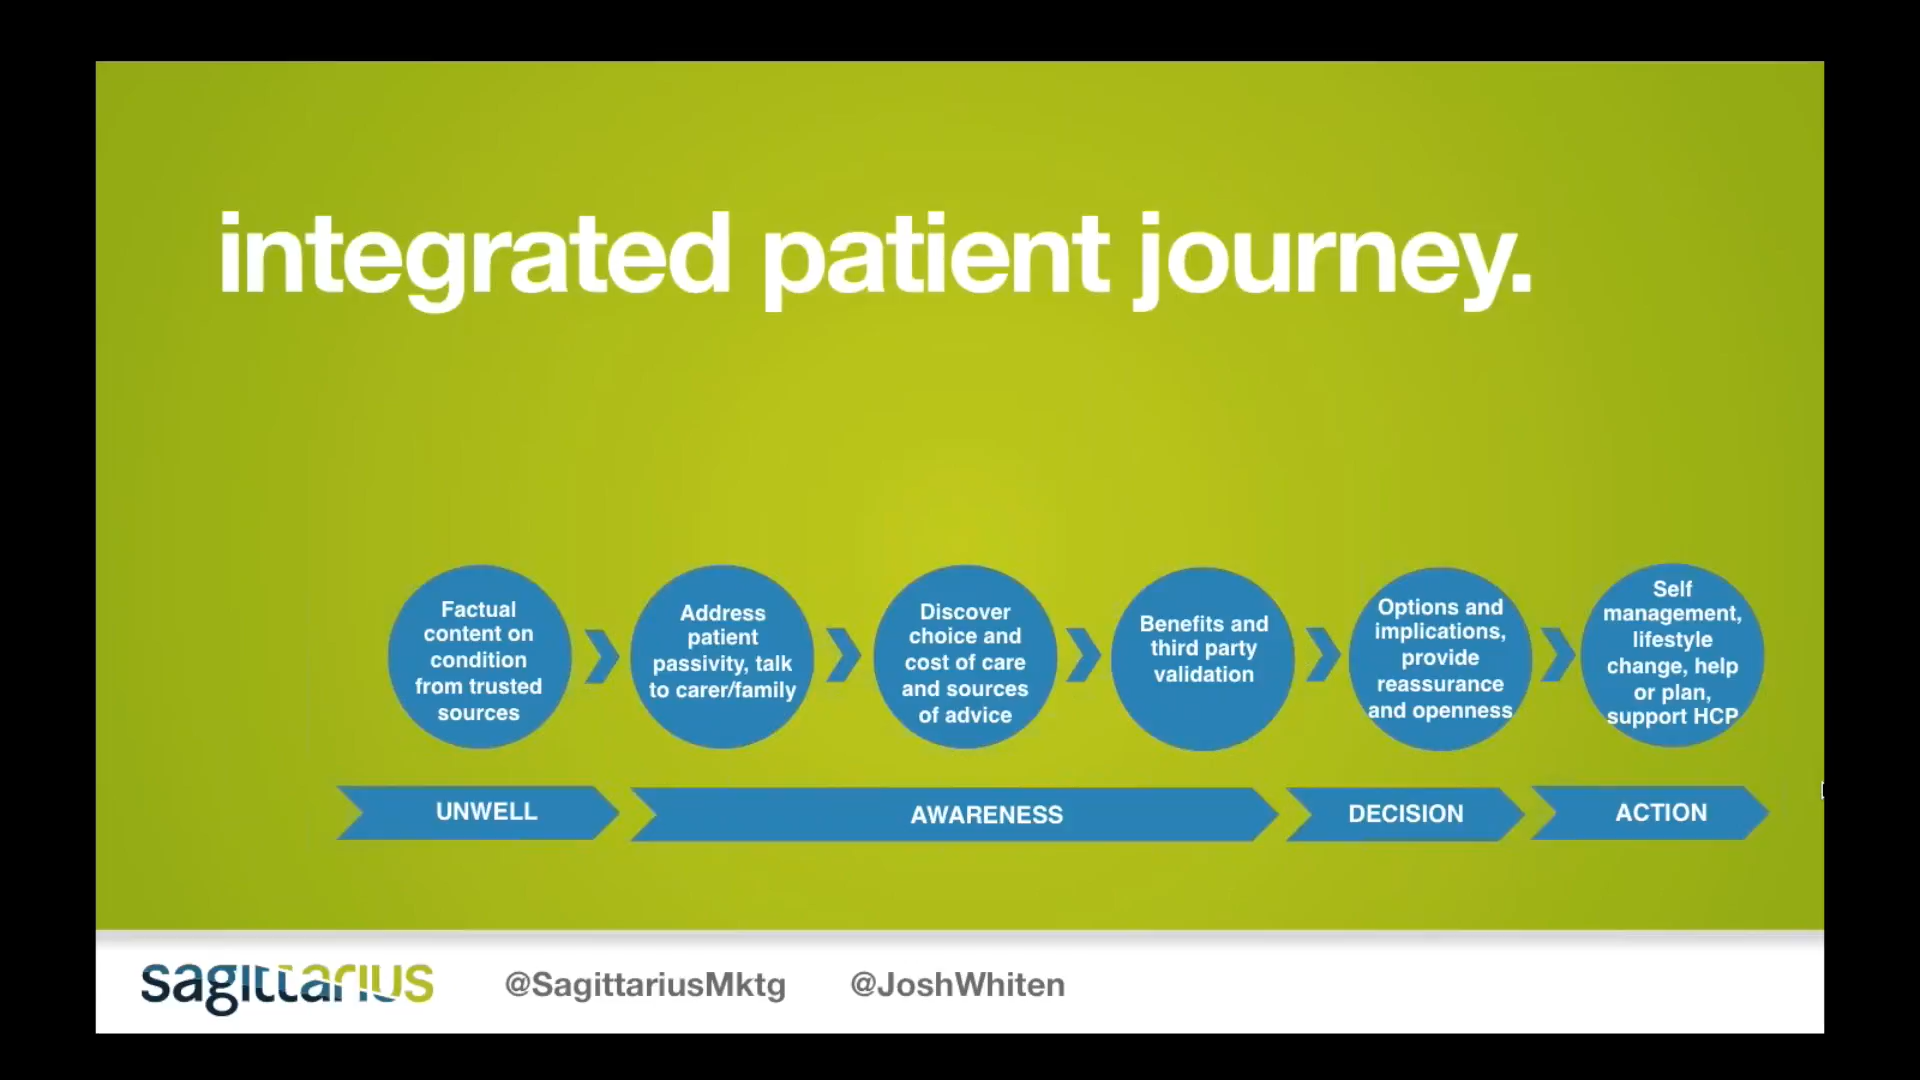 integrated patient journey.
Factual
content on
condition
from trusted
sources
Address
patient
passivity, talk
to carer/family
Discover
choice and
cost of care
and sources
of advice
Benefits and
third party
validation
Options and
implications,
provide
reassurance
and openness
Self
management,
lifestyle
change, help
or plan,
support HCP
UNWELL
AWARENESS
DECISION
ACTION
sagittarius
@SagittariusMktg
@JoshWhiten